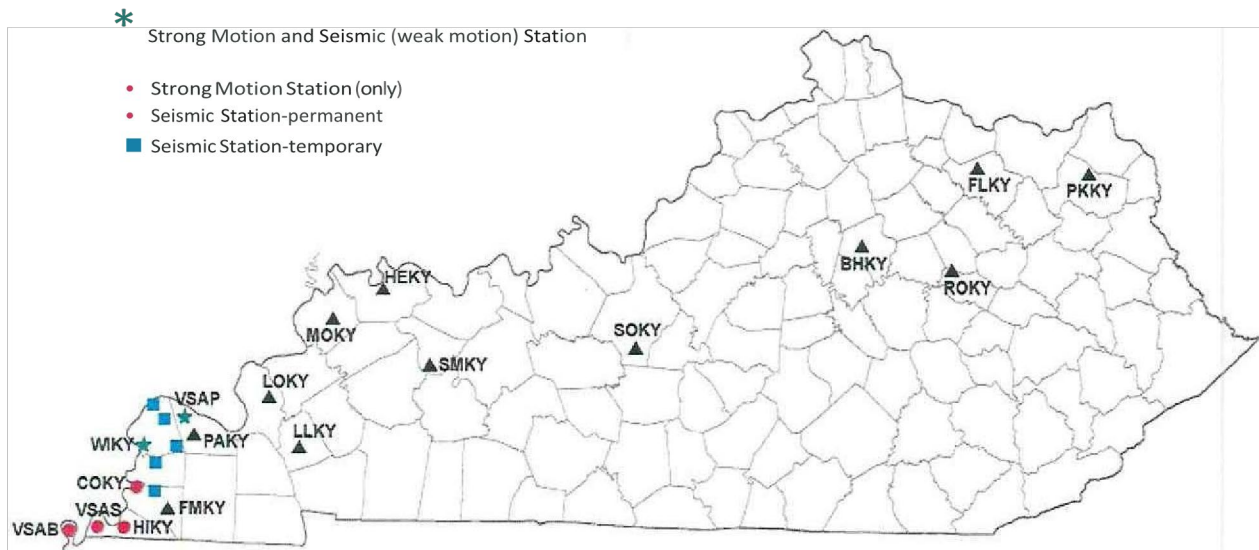 *
Strong Motion and Seismic (weak motion) Station
Strong Motion Station (only)
Seismic Station-permanent
Seismic Station-temporary
FLKY
PKKY
BHKY
HEKY
ROKY
MOKY
SOKY
SMKY
LOKY
VSAP
LLKY
WIKY
PAKY
COKY
VSAS
FMKY
VSAB
HIKY